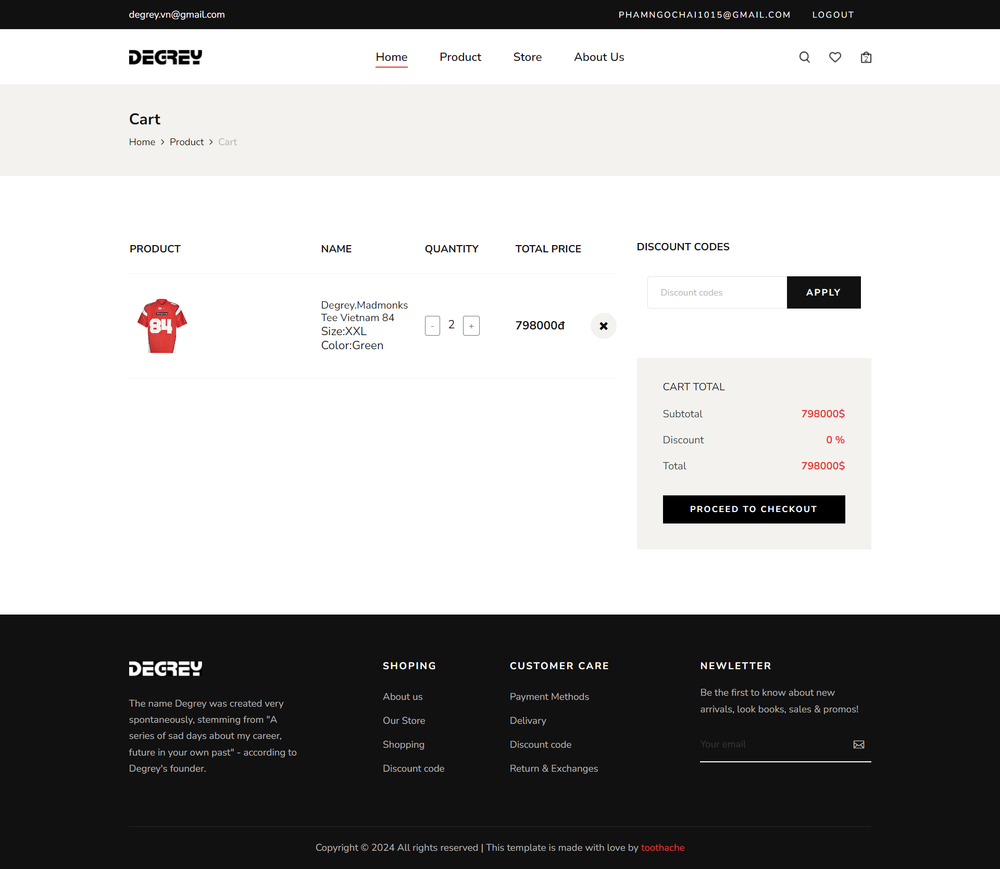 degrey.vn@gmail.com
PHAMNGOCHAI1015@GMAIL.COM LOGOUT
DEGREY
Home Product Store About Us
2
Cart
Home > Product > Cart
PRODUCT NAME QUANTITY TOTAL PRICE
84
Degrey.Madmonks
Tee Vietnam 84
Size:XXL
Color:Green
- 2 +
798000đ
DISCOUNT CODES
Discount codes APPLY
CART TOTAL
Subtotal 798000$
Discount 0 %
Total 798000$
PROCEED TO CHECKOUT
DEGREY
The name Degrey was created very
spontaneously, stemming from "A
series of sad days about my career,
future in your own past" - according to
Degrey's founder.
SHOPING
About us
Our Store
Shopping
Discount code
CUSTOMER CARE
Payment Methods
Delivary
Discount code
Return & Exchanges
NEWLETTER
Be the first to know about new
arrivals, look books, sales & promos!
Your email
Copyright © 2024 All rights reserved | This template is made with love by toothache